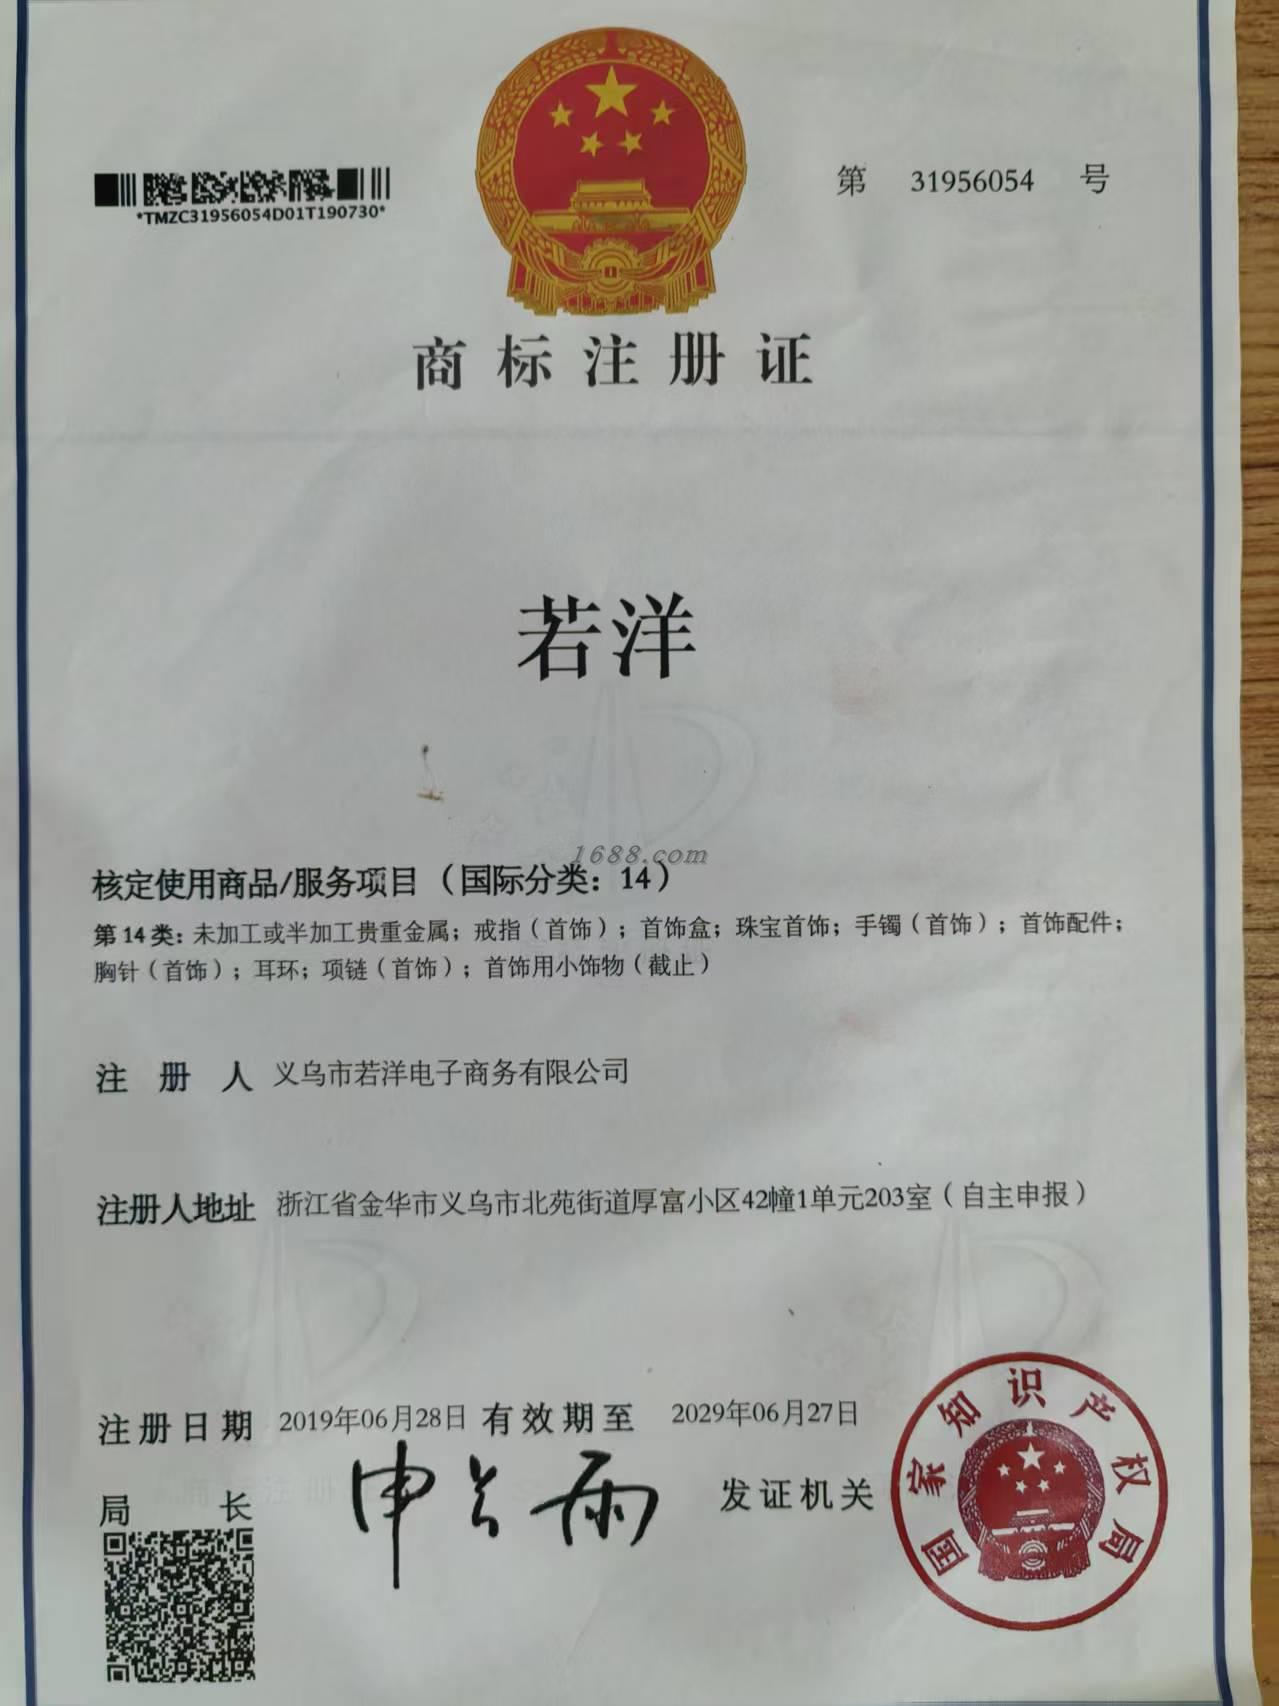 *TMZC31956054D01T190730*
第 31956054 号
商标注册证
若洋
1688.com
核定使用商品/服务项目（国际分类：14）
第14类：未加工或半加工贵重金属；戒指（首饰）；首饰盒；珠宝首饰；手镯（首饰）；首饰配件；
胸针（首饰）；耳环；项链（首饰）；首饰用小饰物（截止）
注册人 义乌市若洋电子商务有限公司
注册人地址 浙江省金华市义乌市北苑街道厚富小区42幢1单元203室（自主申报）
注册日期 2019年06月28日 有效期至 2029年06月27日
局长 申长雨 发证机关
国家知识产权局